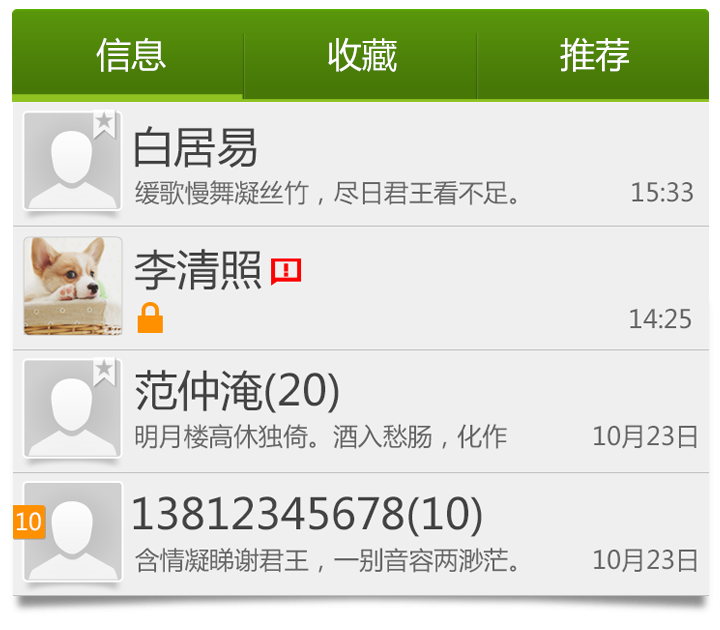 信息 收藏 推荐
白居易
缓歌慢舞凝丝竹，尽日君王看不足。 15:33
李清照
14:25
范仲淹(20)
明月楼高休独倚。酒入愁肠，化作 10月23日
13812345678(10)
10
含情凝睇谢君王，一别音容两渺茫。 10月23日